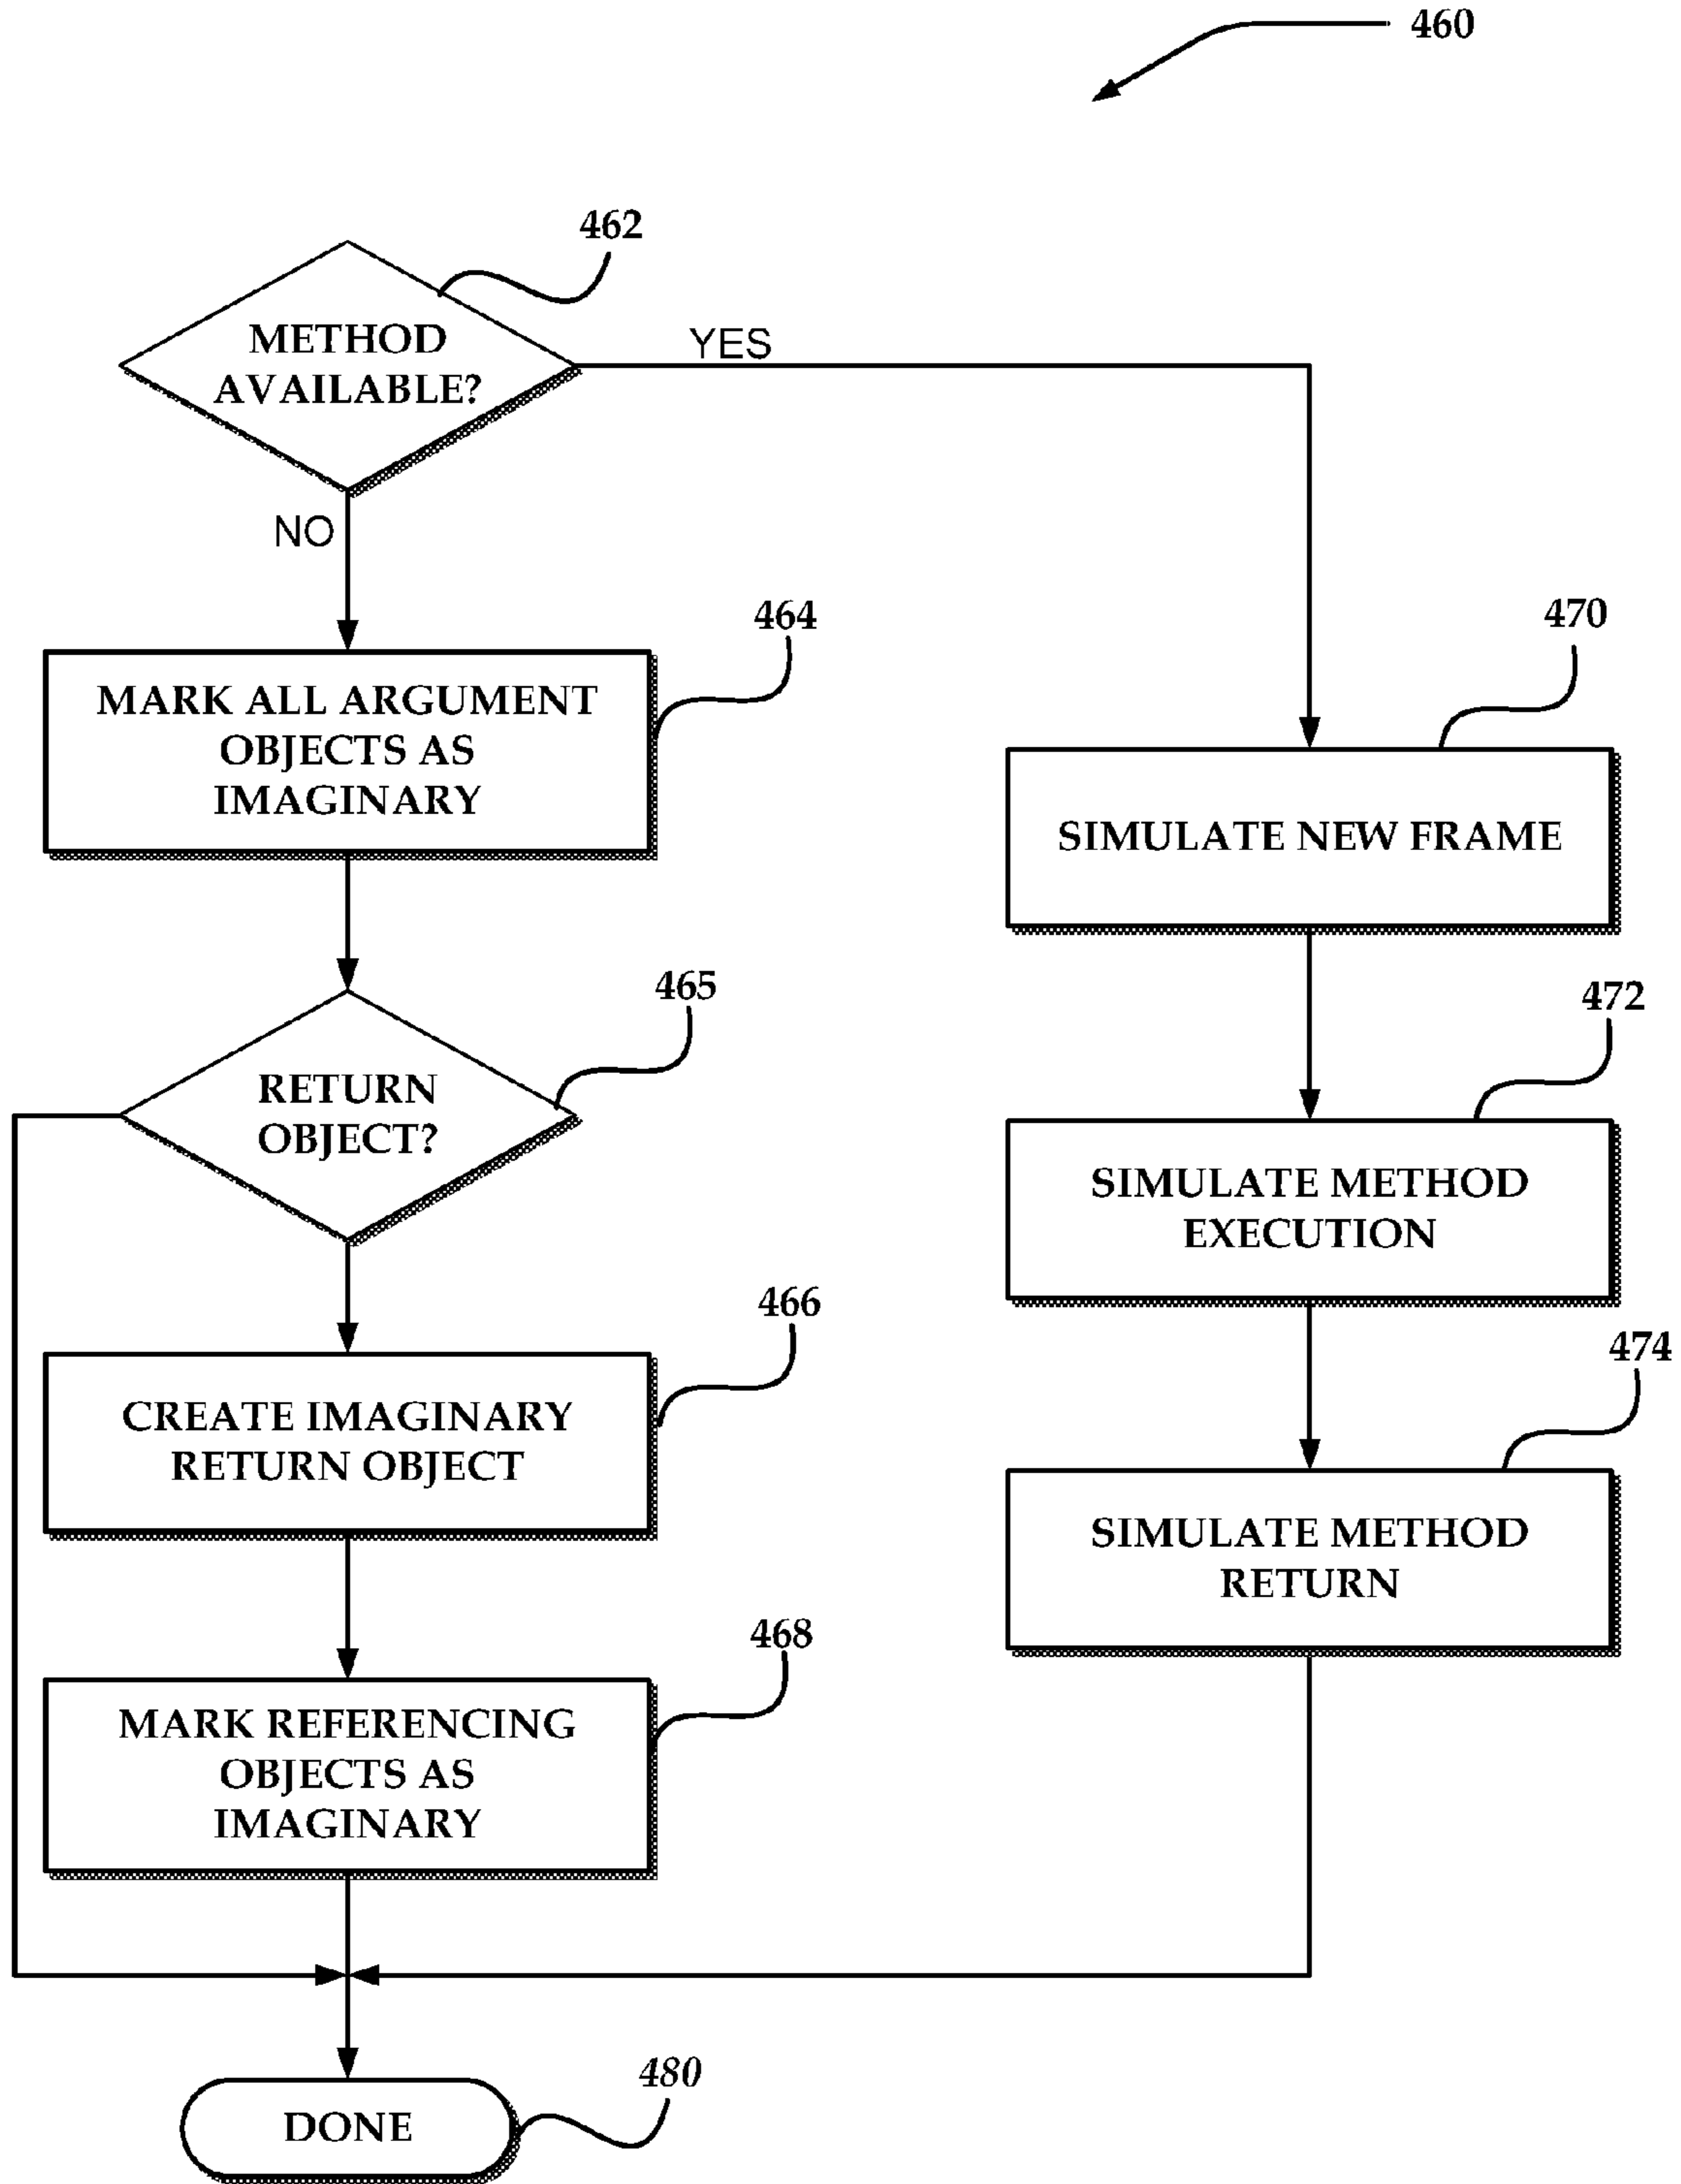 460
462
METHOD
AVAILABLE?
YES
NO
464
MARK ALL ARGUMENT
OBJECTS AS
IMAGINARY
470
SIMULATE NEW FRAME
465
RETURN
OBJECT?
472
SIMULATE METHOD
EXECUTION
466
CREATE IMAGINARY
RETURN OBJECT
474
SIMULATE METHOD
RETURN
468
MARK REFERENCING
OBJECTS AS
IMAGINARY
480
DONE